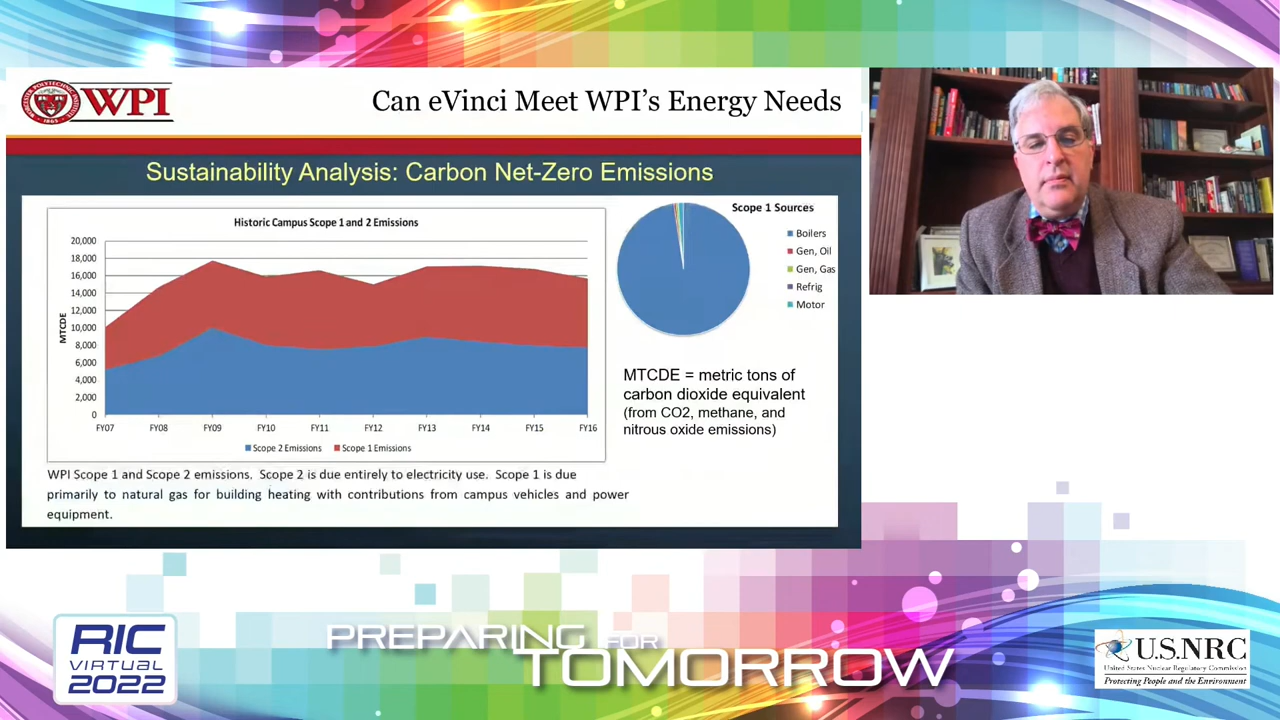 WPI
Can eVinci Meet WPI's Energy Needs
Sustainability Analysis: Carbon Net-Zero Emissions
Historic Campus Scope 1 and 2 Emissions
20,000
18,000
16,000
14,000
12,000
10,000
8,000
6,000
4,000
2,000
0
MTCDE
FY07 FY08 FY09 FY10 FY11 FY12 FY13 FY14 FY15 FY16
Scope 2 Emissions Scope 1 Emissions
Scope 1 Sources
Boilers
Gen, Oil
Gen, Gas
Refrig
Motor
MTCDE = metric tons of
carbon dioxide equivalent
(from CO2, methane, and
nitrous oxide emissions)
WPI Scope 1 and Scope 2 emissions. Scope 2 is due entirely to electricity use. Scope 1 is due
primarily to natural gas for building heating with contributions from campus vehicles and power
equipment.
RIC
VIRTUAL
2022
PREPARING FOR
TOMORROW
U.S.NRC
United States Nuclear Regulatory Commission
Protecting People and the Environment